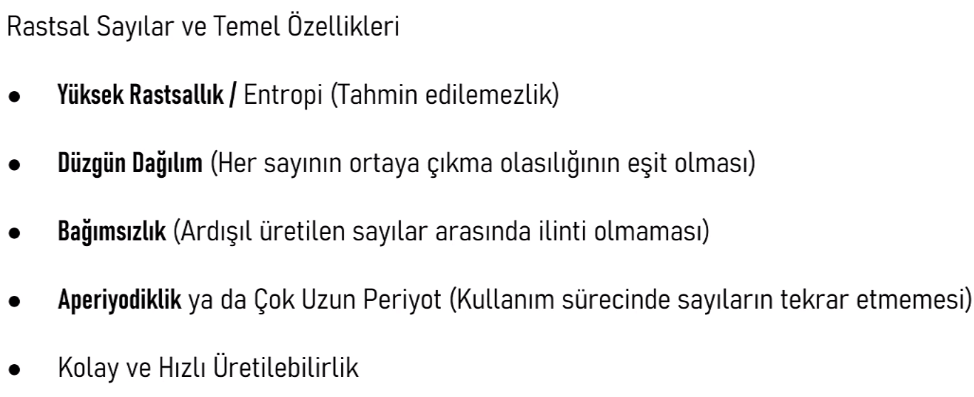 Rastsal Sayılar ve Temel Özellikleri
● Yüksek Rastsallık / Entropi (Tahmin edilemezlik)
● Düzgün Dağılım (Her sayının ortaya çıkma olasılığının eşit olması)
● Bağımsızlık (Ardışıl üretilen sayılar arasında ilinti olmaması)
● Aperiyodiklik ya da Çok Uzun Periyot (Kullanım sürecinde sayıların tekrar etmemesi)
● Kolay ve Hızlı Üretilebilirlik